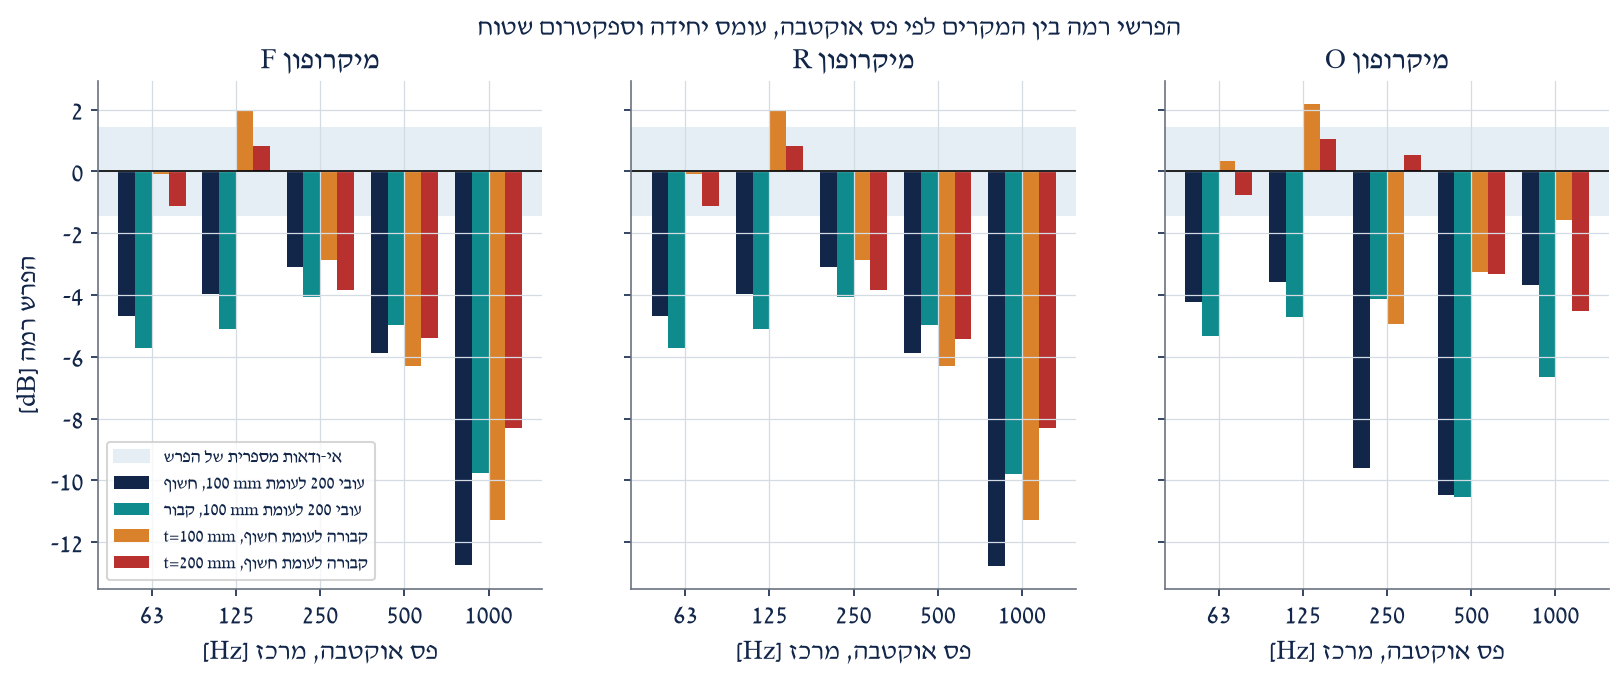 הפרשי רמה בין המקרים לפי פס אוקטבה, עומס יחידה וספקטרום שטוח
מיקרופון F
מיקרופון R
מיקרופון O
הפרש רמה [dB]
2
0
-2
-4
-6
-8
-10
-12
אי-ודאות מספרית של הפרש
עובי 200 לעומת 100 mm, חשוף
עובי 200 לעומת 100 mm, קבור
קבורה לעומת חשוף, t=100 mm
קבורה לעומת חשוף, t=200 mm
63 125 250 500 1000
63 125 250 500 1000
63 125 250 500 1000
פס אוקטבה, מרכז [Hz]
פס אוקטבה, מרכז [Hz]
פס אוקטבה, מרכז [Hz]